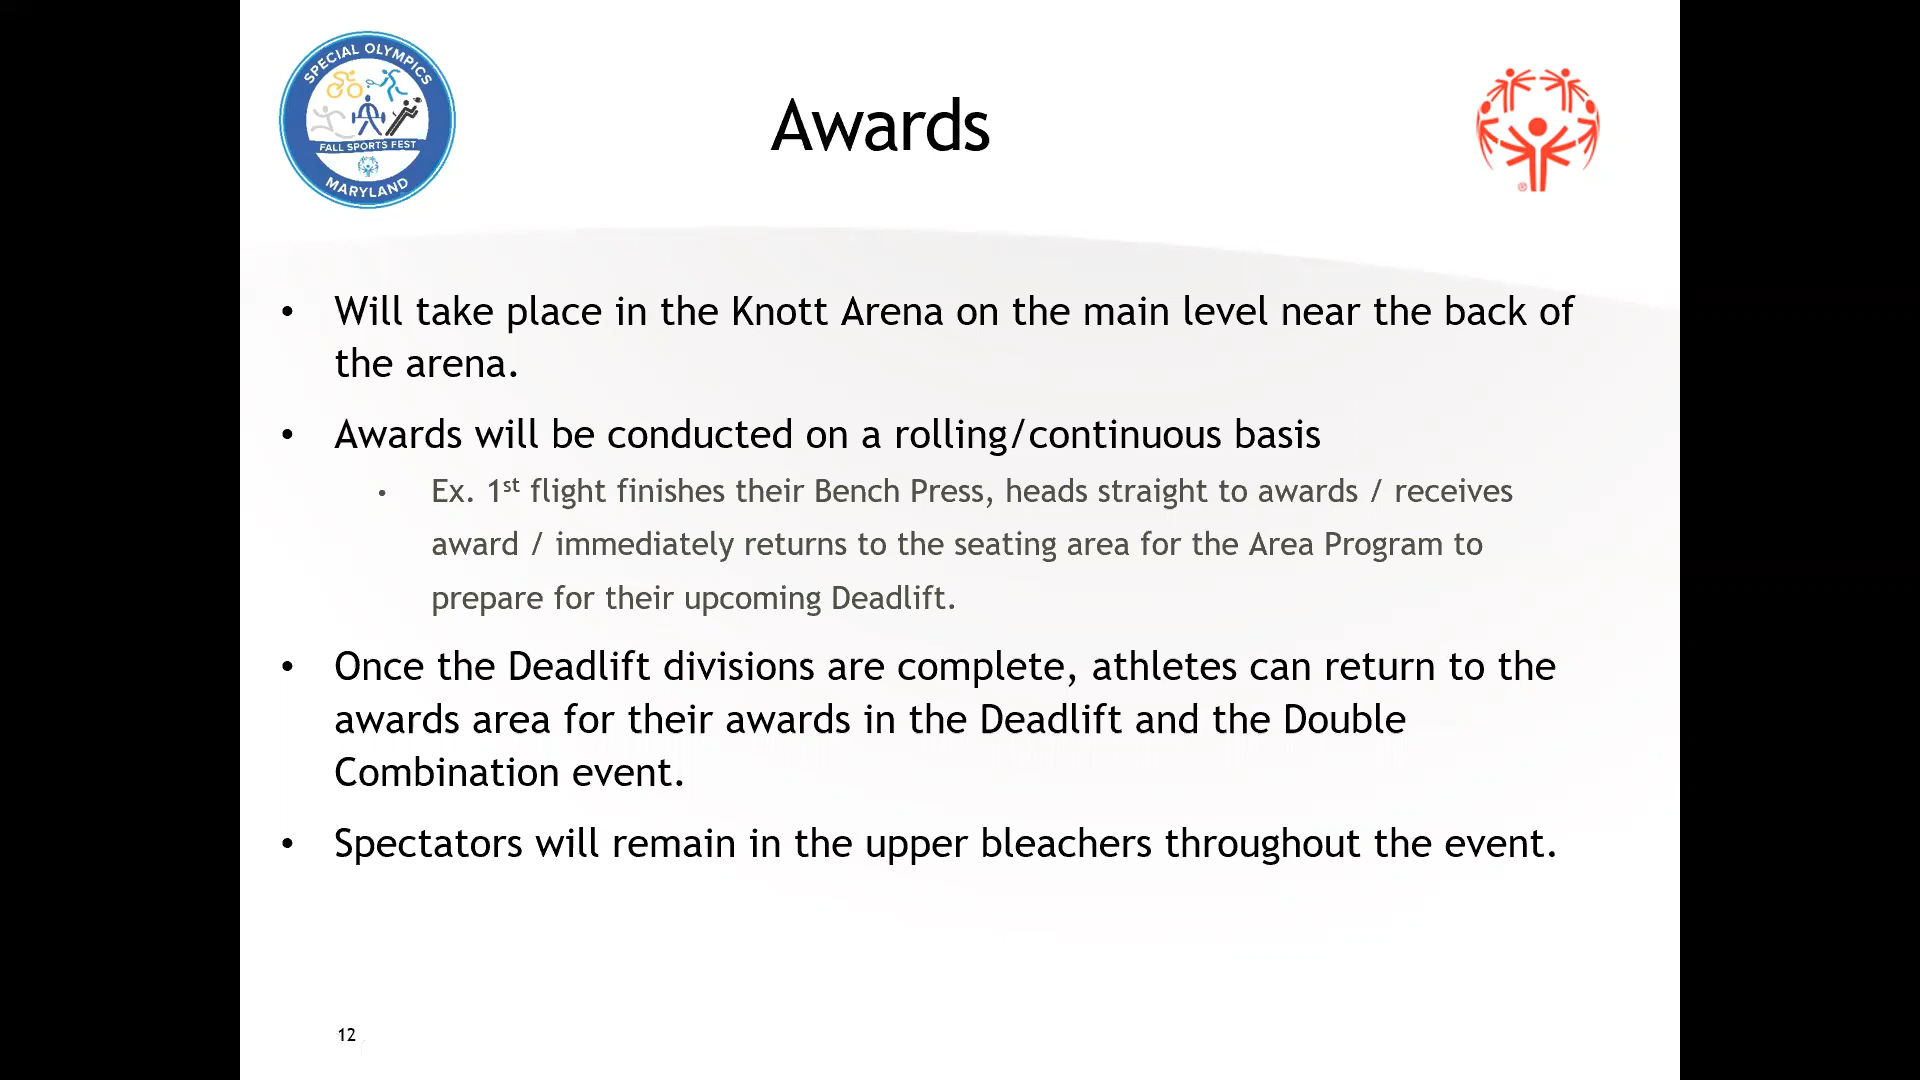 SPECIAL OLYMPICS
FALL SPORTS FEST
MARYLAND
Awards
®
• Will take place in the Knott Arena on the main level near the back of
the arena.
• Awards will be conducted on a rolling/continuous basis
• Ex. 1st flight finishes their Bench Press, heads straight to awards / receives
award / immediately returns to the seating area for the Area Program to
prepare for their upcoming Deadlift.
• Once the Deadlift divisions are complete, athletes can return to the
awards area for their awards in the Deadlift and the Double
Combination event.
• Spectators will remain in the upper bleachers throughout the event.
12